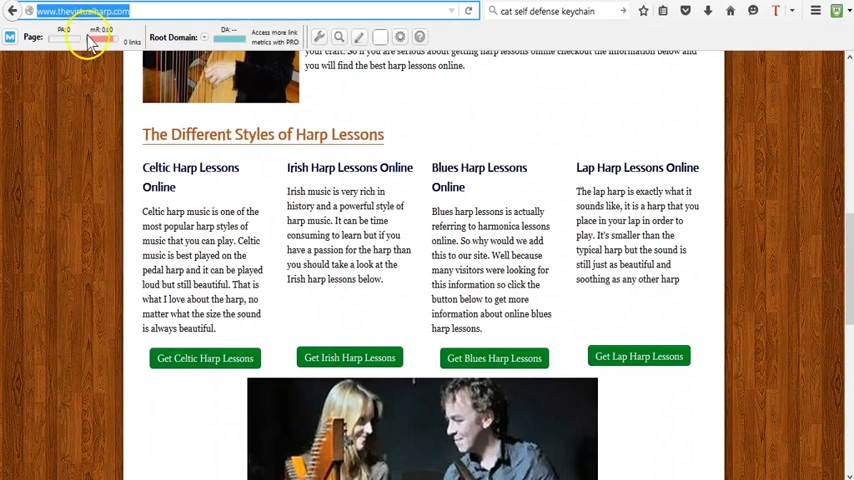 www.thevirtualharp.com
cat self defense keychain
Page:
PA: 0
mR: 0.00
0 links
Root Domain:
DA: --
Access more link
metrics with PRO
your craft. So if you are serious about getting harp lessons online checkout the information below and
you will find the best harp lessons online.
The Different Styles of Harp Lessons
Celtic Harp Lessons
Online
Celtic harp music is one of the
most popular harp styles of
music that you can play. Celtic
music is best played on the
pedal harp and it can be played
loud but still beautiful. That is
what I love about the harp, no
matter what the size the sound
is always beautiful.
Get Celtic Harp Lessons
Irish Harp Lessons Online
Irish music is very rich in
history and a powerful style of
harp music. It can be time
consuming to learn but if you
have a passion for the harp than
you should take a look at the
Irish harp lessons below.
Get Irish Harp Lessons
Blues Harp Lessons
Online
Blues harp lessons is actually
referring to harmonica lessons
online. So why would we add
this to our site. Well because
many visitors were looking for
this information so click the
button below to get more
information about online blues
harp lessons.
Get Blues Harp Lessons
Lap Harp Lessons Online
The lap harp is exactly what it
sounds like, it is a harp that you
place in your lap in order to
play. It's smaller than the
typical harp but the sound is
still just as beautiful and
soothing as any other harp
Get Lap Harp Lessons